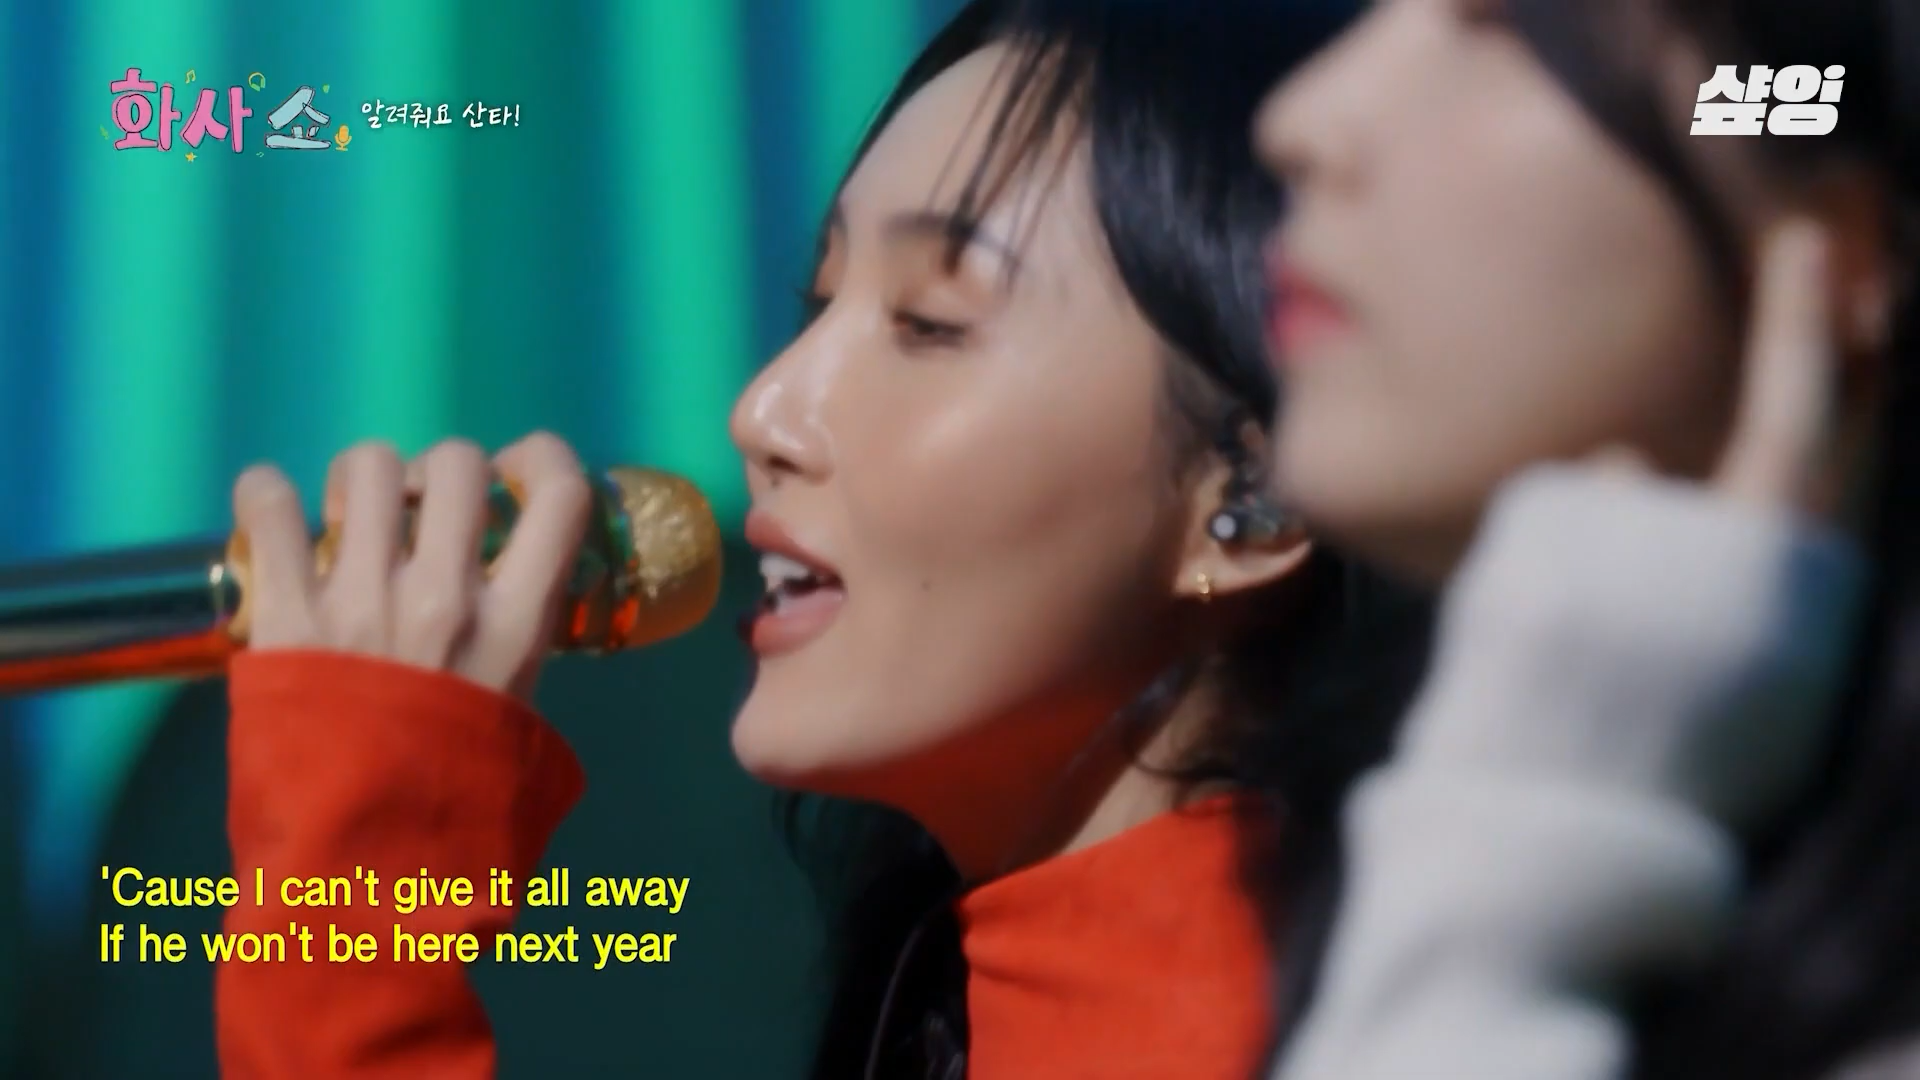 화사쇼 알려줘요 산타!
샾잉
'Cause I can't give it all away
If he won't be here next year